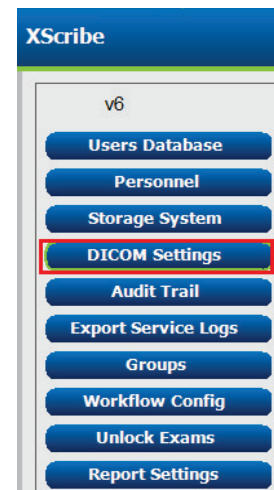 XScribe
v6
Users Database
Personnel
Storage System
DICOM Settings
Audit Trail
Export Service Logs
Groups
Workflow Config
Unlock Exams
Report Settings